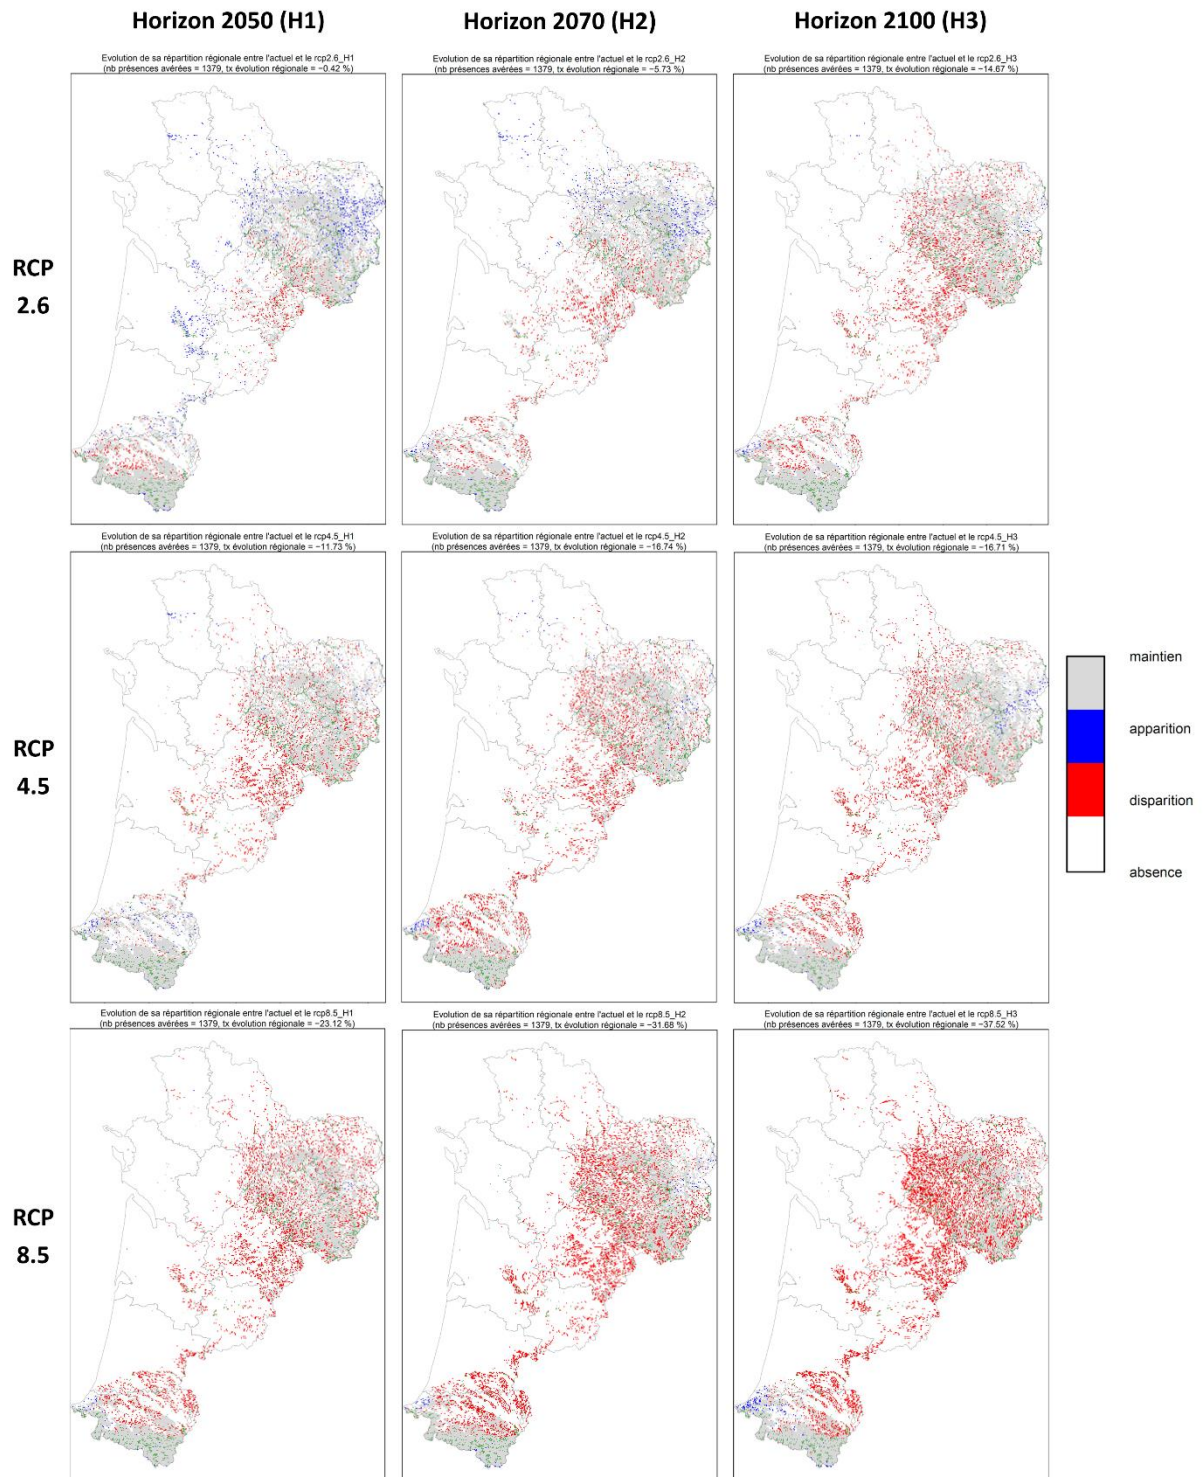 Horizon 2050 (H1)
Horizon 2070 (H2)
Horizon 2100 (H3)
Evolution de sa répartition régionale entre l'actuel et le rcp2.6_H1
(nb présences avérées = 1379, tx évolution régionale = −0.42 %)
Evolution de sa répartition régionale entre l'actuel et le rcp2.6_H2
(nb présences avérées = 1379, tx évolution régionale = −5.73 %)
Evolution de sa répartition régionale entre l'actuel et le rcp2.6_H3
(nb présences avérées = 1379, tx évolution régionale = −14.67 %)
RCP
2.6
Evolution de sa répartition régionale entre l'actuel et le rcp4.5_H1
(nb présences avérées = 1379, tx évolution régionale = −11.73 %)
Evolution de sa répartition régionale entre l'actuel et le rcp4.5_H2
(nb présences avérées = 1379, tx évolution régionale = −16.74 %)
Evolution de sa répartition régionale entre l'actuel et le rcp4.5_H3
(nb présences avérées = 1379, tx évolution régionale = −16.71 %)
RCP
4.5
maintien
apparition
disparition
absence
Evolution de sa répartition régionale entre l'actuel et le rcp8.5_H1
(nb présences avérées = 1379, tx évolution régionale = −23.12 %)
Evolution de sa répartition régionale entre l'actuel et le rcp8.5_H2
(nb présences avérées = 1379, tx évolution régionale = −31.68 %)
Evolution de sa répartition régionale entre l'actuel et le rcp8.5_H3
(nb présences avérées = 1379, tx évolution régionale = −37.52 %)
RCP
8.5